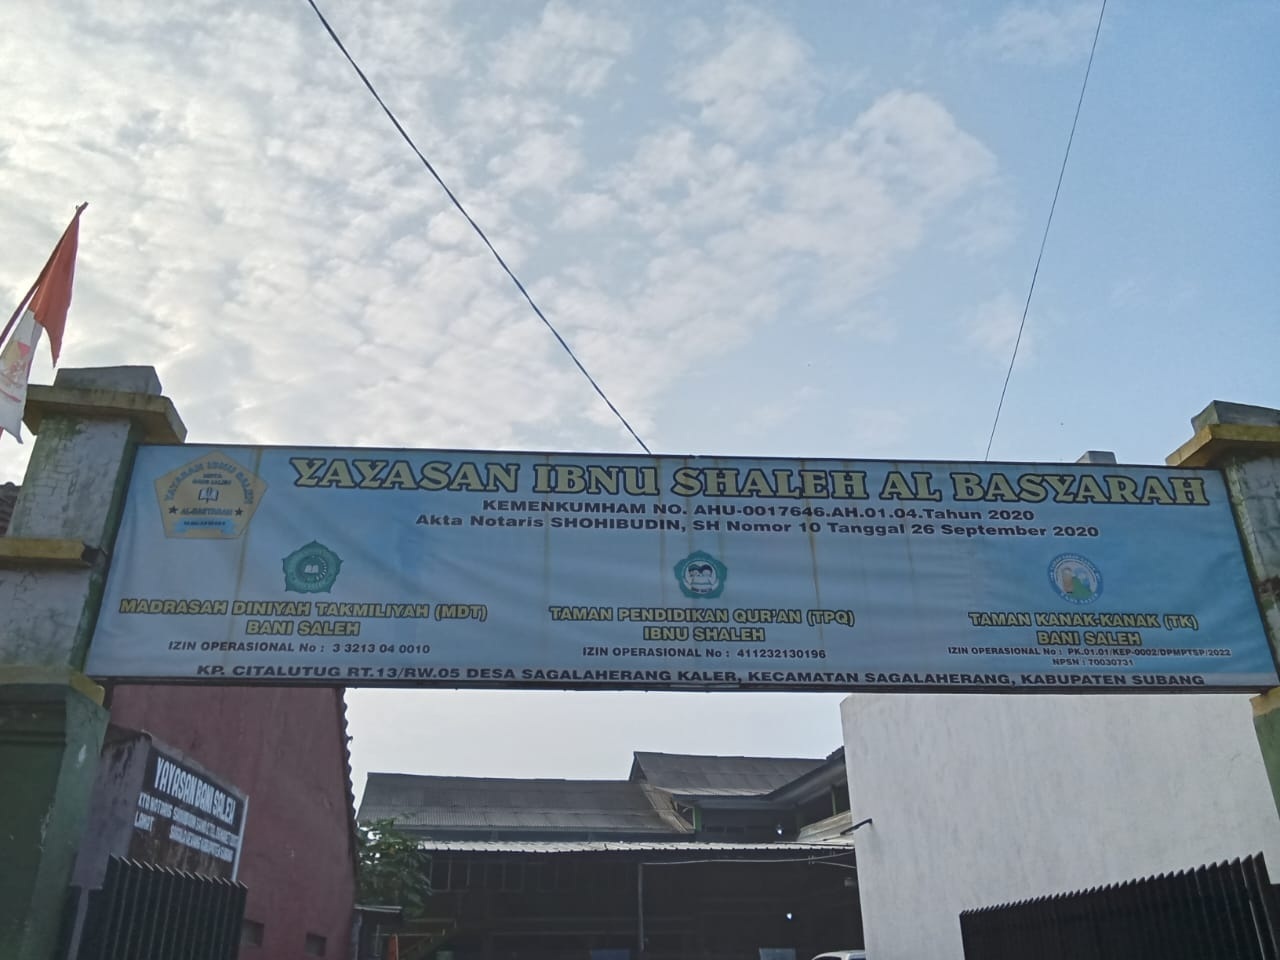 YAYASAN IBNU SHALEH AL BASYARAH
KEMENKUMHAM NO. AHU-0017646.AH.01.04.Tahun 2020
Akta Notaris SHOHIBUDIN, SH Nomor 10 Tanggal 26 September 2020
MADRASAH DINIYAH TAKMILIYAH (MDT)
BANI SALEH
IZIN OPERASIONAL No : 3 3213 04 0010
TAMAN PENDIDIKAN QUR'AN (TPQ)
IBNU SHALEH
IZIN OPERASIONAL No : 411232130196
TAMAN KANAK-KANAK (TK)
BANI SALEH
IZIN OPERASIONAL No : PK.01.01/KEP-0002/DPMPTSP/2022
NPSN : 70030731
KP. CITALUTUG RT.13/RW.05 DESA SAGALAHERANG KALER, KECAMATAN SAGALAHERANG, KABUPATEN SUBANG
YAYASAN BANI SALEH